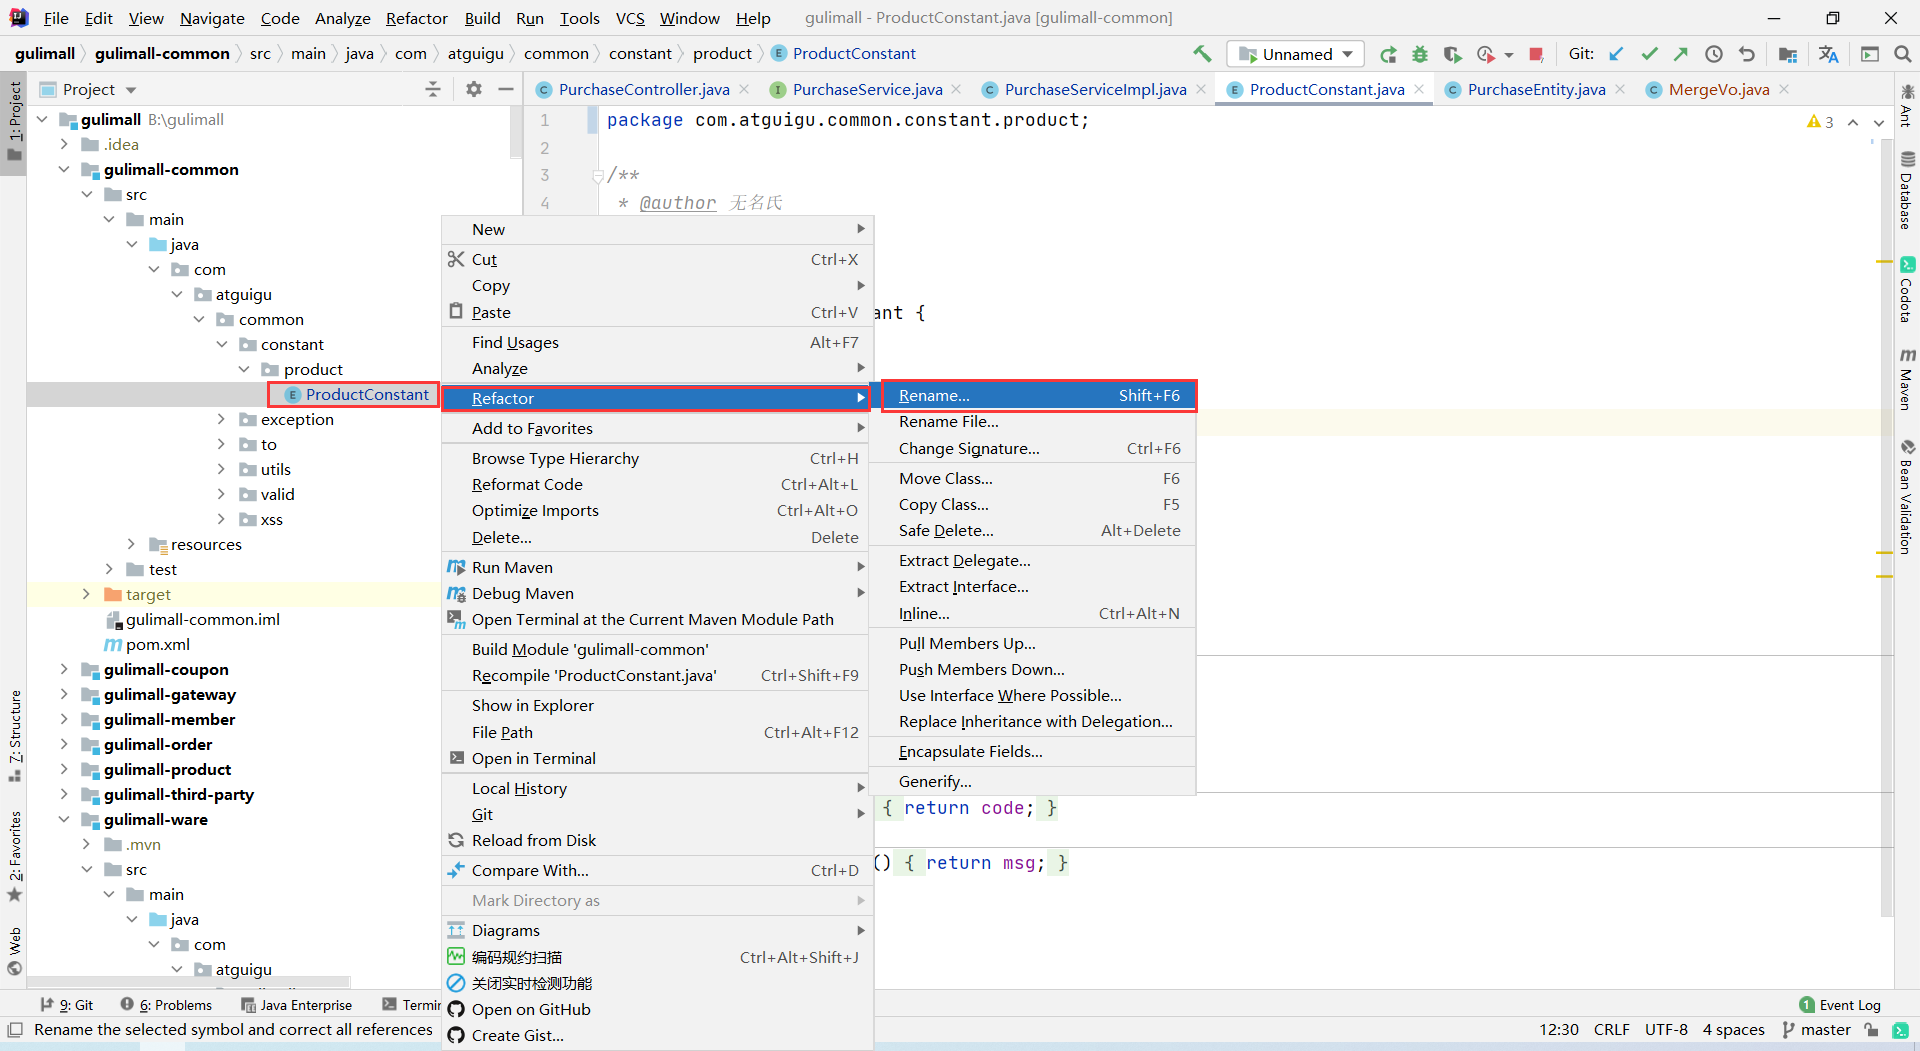 File Edit View Navigate Code Analyze Refactor Build Run Tools VCS Window Help gulimall - ProductConstant.java [gulimall-common]
gulimall gulimall-common src main java com atguigu common constant product ProductConstant Unnamed Git:
Project
PurchaseController.java PurchaseService.java PurchaseServiceImpl.java ProductConstant.java PurchaseEntity.java MergeVo.java
1: Project
7: Structure
2: Favorites
Web
gulimall B:\gulimall
.idea
gulimall-common
src
main
java
com
atguigu
common
constant
product
ProductConstant
exception
to
utils
valid
xss
resources
test
target
gulimall-common.iml
pom.xml
gulimall-coupon
gulimall-gateway
gulimall-member
gulimall-order
gulimall-product
gulimall-third-party
gulimall-ware
.mvn
src
main
java
com
atguigu
1 package com.atguigu.common.constant.product;
2
3 /**
4 * @author 无名氏
ant {
{ return code; }
() { return msg; }
3
New
Cut Ctrl+X
Copy
Paste Ctrl+V
Find Usages Alt+F7
Analyze
Refactor
Add to Favorites
Browse Type Hierarchy Ctrl+H
Reformat Code Ctrl+Alt+L
Optimize Imports Ctrl+Alt+O
Delete... Delete
Run Maven
Debug Maven
Open Terminal at the Current Maven Module Path
Build Module 'gulimall-common'
Recompile 'ProductConstant.java' Ctrl+Shift+F9
Show in Explorer
File Path Ctrl+Alt+F12
Open in Terminal
Local History
Git
Reload from Disk
Compare With... Ctrl+D
Mark Directory as
Diagrams
编码规约扫描 Ctrl+Alt+Shift+J
关闭实时检测功能
Open on GitHub
Create Gist...
Rename... Shift+F6
Rename File...
Change Signature... Ctrl+F6
Move Class... F6
Copy Class... F5
Safe Delete... Alt+Delete
Extract Delegate...
Extract Interface...
Inline... Ctrl+Alt+N
Pull Members Up...
Push Members Down...
Use Interface Where Possible...
Replace Inheritance with Delegation...
Encapsulate Fields...
Generify...
Ant
Database
Codota
Maven
Bean Validation
9: Git 6: Problems Java Enterprise Termin 1 Event Log
Rename the selected symbol and correct all references 12:30 CRLF UTF-8 4 spaces master